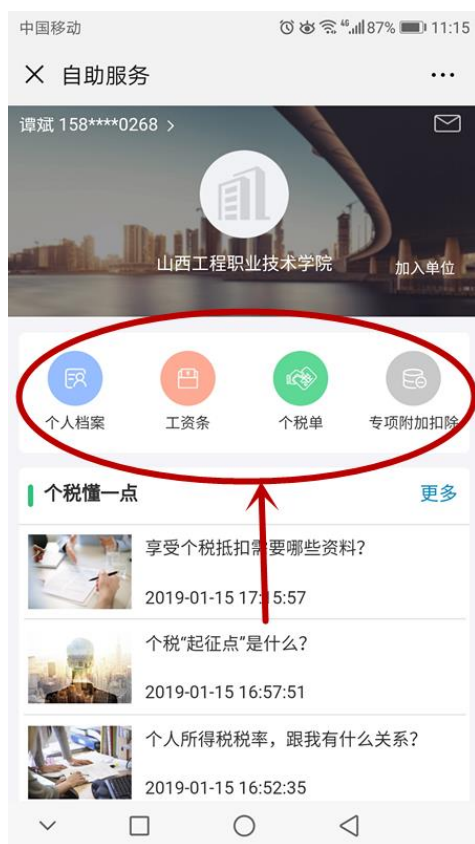 中国移动 87% 11:15
自助服务
谭斌 158****0268 >
山西工程职业技术学院
加入单位
个人档案 工资条 个税单 专项附加扣除
个税懂一点 更多
享受个税抵扣需要哪些资料？
2019-01-15 17:15:57
个税“起征点”是什么？
2019-01-15 16:57:51
个人所得税税率，跟我有什么关系？
2019-01-15 16:52:35